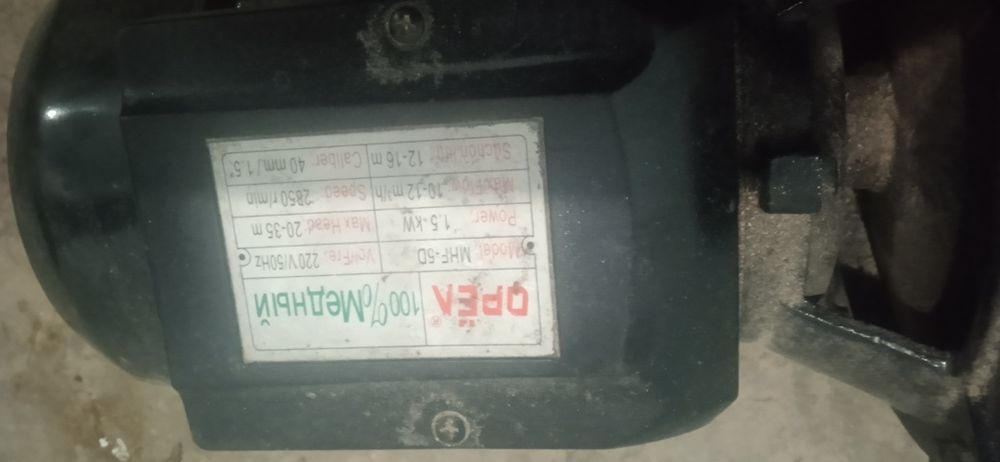 ОРЁЛ® 100% МЕДНЫЙ
Model: MHF-5D Vol/Fre. 220V/50Hz
Power. 1.5.kW Max Head. 20-35 m
Max Flow. 10-12 m³/h Speed 2850 r/min
12-16 m Caliber. 40 mm/1.5"